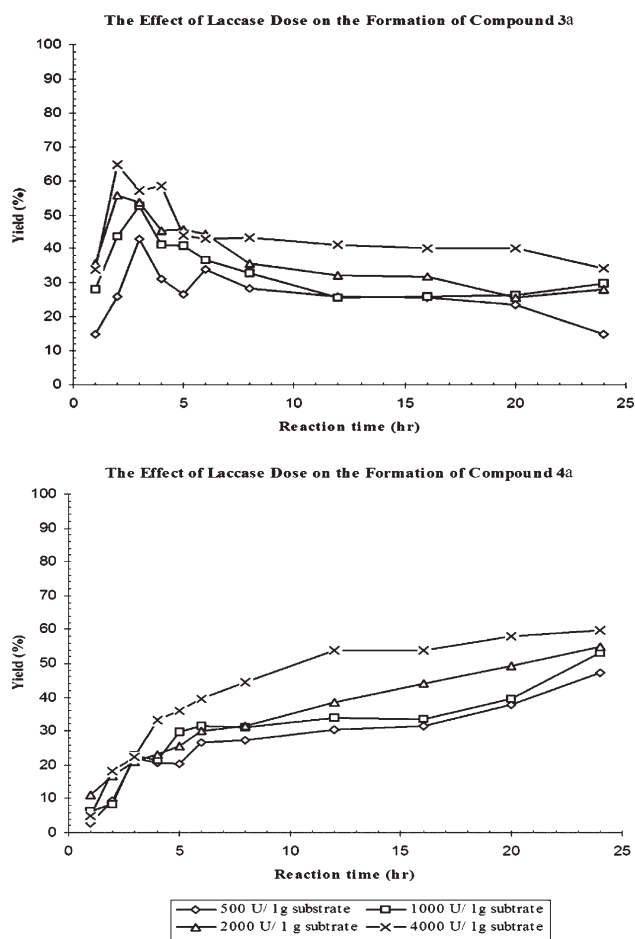 The Effect of Laccase Dose on the Formation of Compound 3a
100
90
80
70
60
50
40
30
20
10
0
Yield (%)
0 5 10 15 20 25
Reaction time (hr)
The Effect of Laccase Dose on the Formation of Compound 4a
100
90
80
70
60
50
40
30
20
10
0
Yield (%)
0 5 10 15 20 25
Reaction time (hr)
500 U/ 1g substrate 1000 U/ 1g subtrate
2000 U/ 1 g subtrate 4000 U/ 1g subtrate